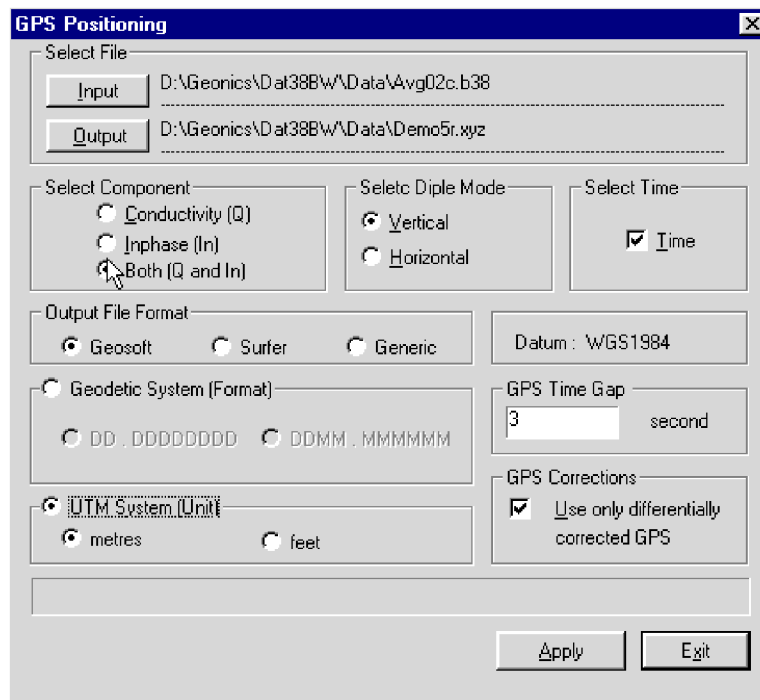 GPS Positioning
Select File
Input D:\Geonics\Dat38BW\Data\Avg02c.b38
Output D:\Geonics\Dat38BW\Data\Demo5r.xyz
Select Component
Conductivity (Q)
Inphase (In)
Both (Q and In)
Seletc Diple Mode
Vertical
Horizontal
Select Time
Time
Output File Format
Geosoft Surfer Generic
Datum : WGS1984
Geodetic System (Format)
DD . DDDDDDDD DDMM . MMMMMM
GPS Time Gap
3 second
UTM System (Unit)
metres feet
GPS Corrections
Use only differentially
corrected GPS
Apply Exit